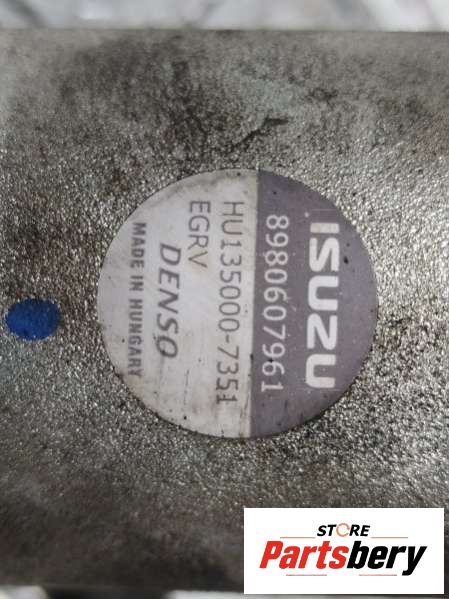 ISUZU
8980607961
HU135000-7351
EGRV
DENSO
MADE IN HUNGARY
STORE
Partsbery